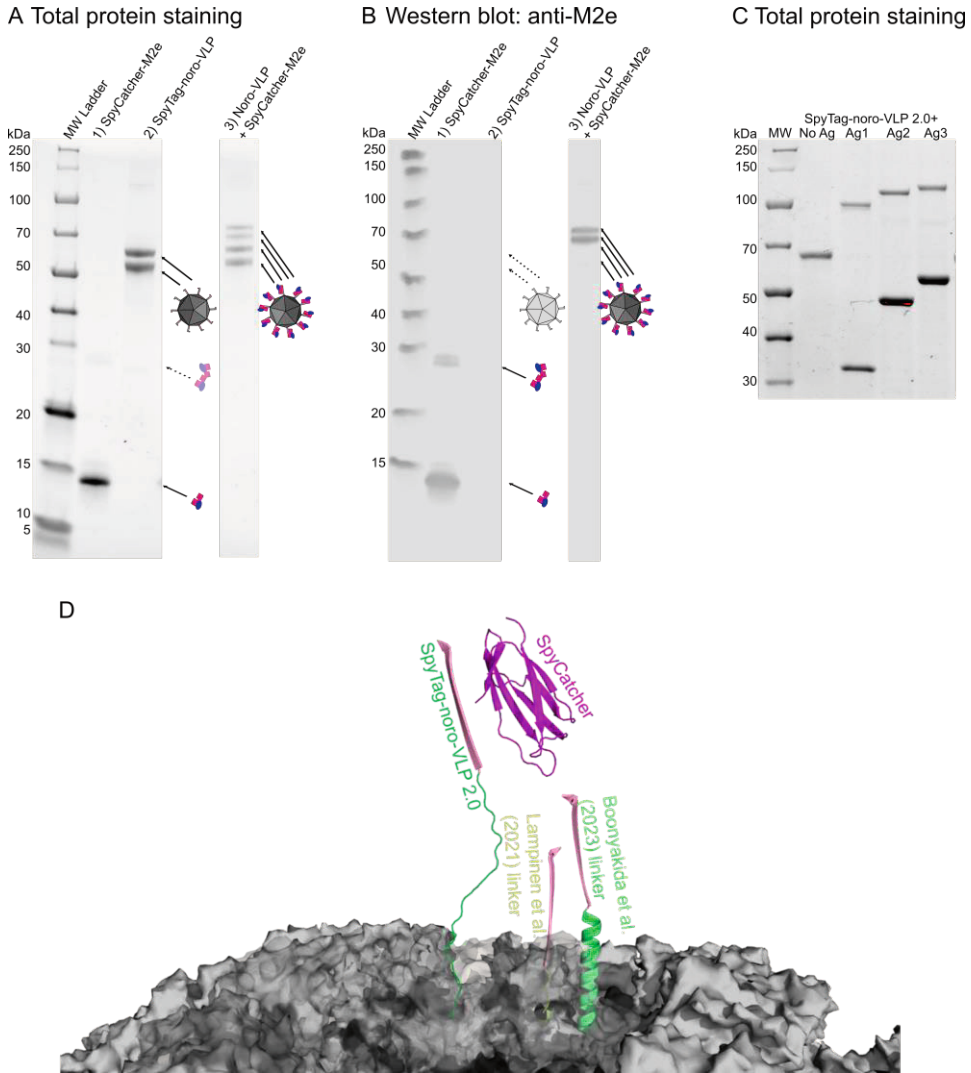 A Total protein staining
MW Ladder
1) SpyCatcher-M2e
2) SpyTag-noro-VLP
3) Noro-VLP
+ SpyCatcher-M2e
kDa
250
150
100
70
50
40
30
20
15
10
5
B Western blot: anti-M2e
MW Ladder
1) SpyCatcher-M2e
2) SpyTag-noro-VLP
3) Noro-VLP
+ SpyCatcher-M2e
kDa
250
150
100
70
50
40
30
20
15
C Total protein staining
SpyTag-noro-VLP 2.0+
kDa MW No Ag Ag1 Ag2 Ag3
250
150
100
70
50
40
30
D
SpyTag-noro-VLP 2.0
SpyCatcher
Lampinen et al.
(2021) linker
Boonyakida et al.
(2023) linker